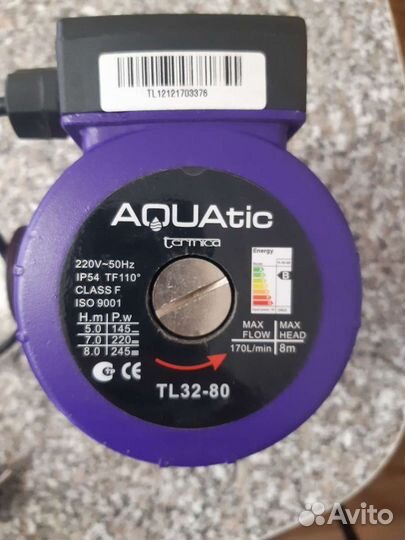 TL12121703376
AQUAtic
termica
220V~50Hz
IP54 TF110°
CLASS F
ISO 9001
H.m P.w
5.0 145
7.0 220
8.0 245
Energy
B
MAX FLOW MAX HEAD
170L/min 8m
TL32-80
CE
Avito